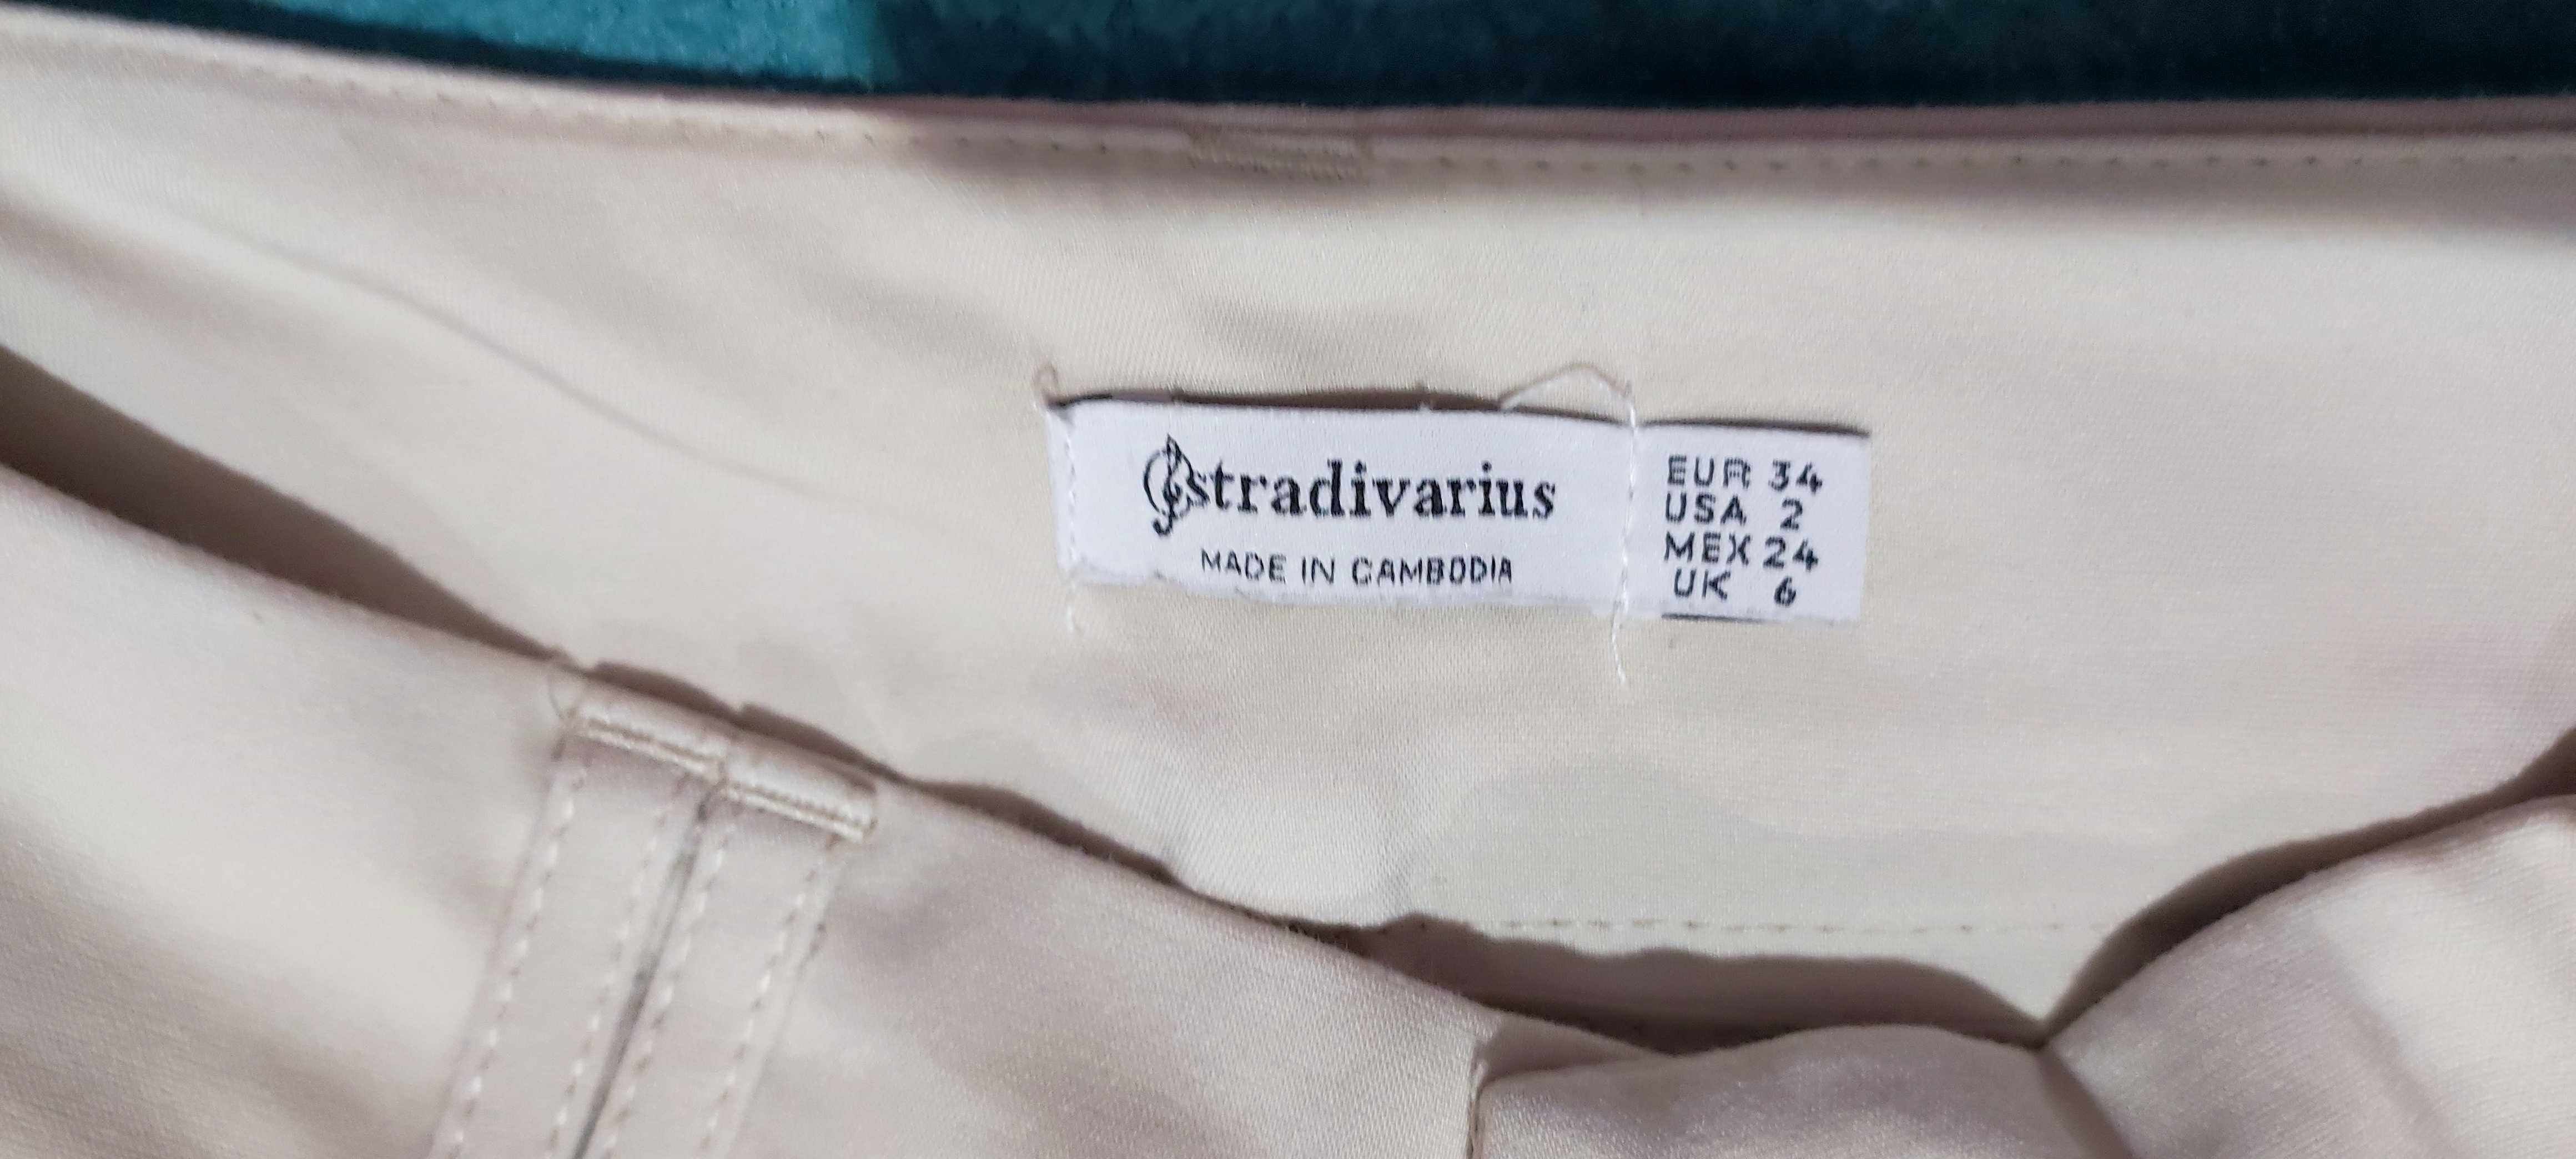 stradivarius
MADE IN CAMBODIA
EUR 34
USA 2
MEX 24
UK 6